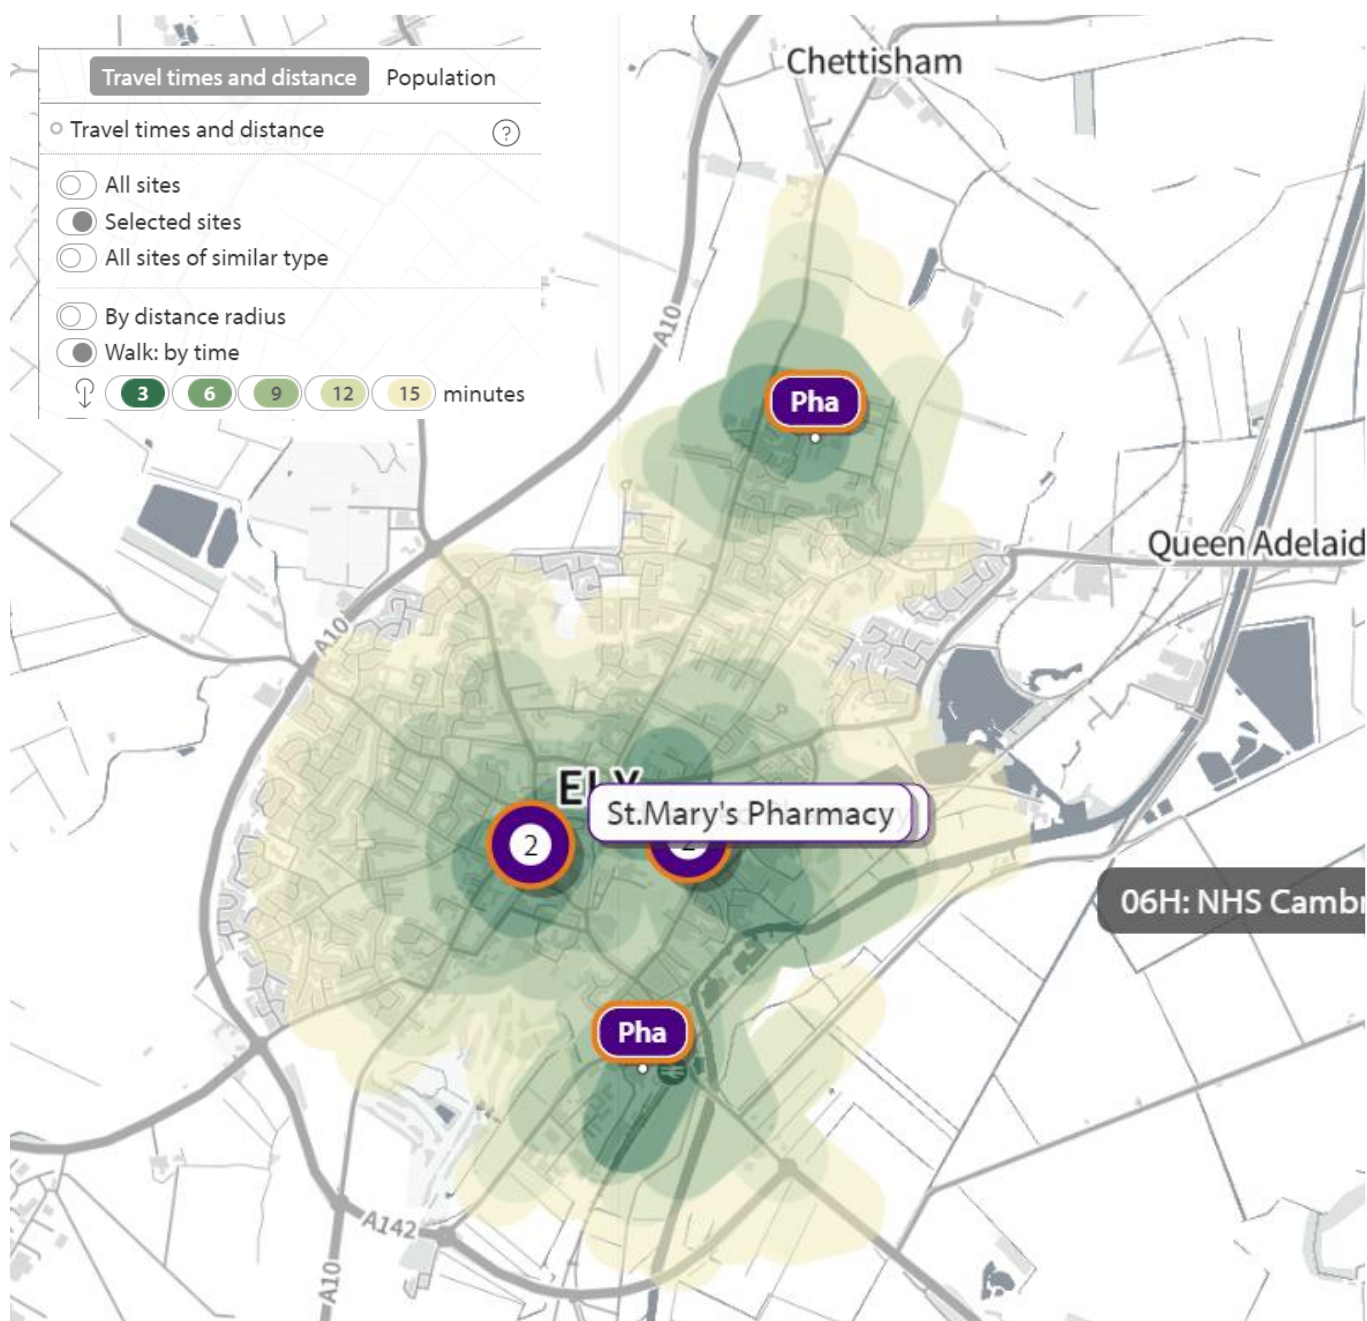 Chettisham
Travel times and distance Population
Travel times and distance ?
All sites
Selected sites
All sites of similar type
By distance radius
Walk: by time
3 6 9 12 15 minutes
A10
Pha
Queen Adelaid
A10
ELY
St.Mary's Pharmacy
2 2
06H: NHS Cambr
Pha
A142
A10